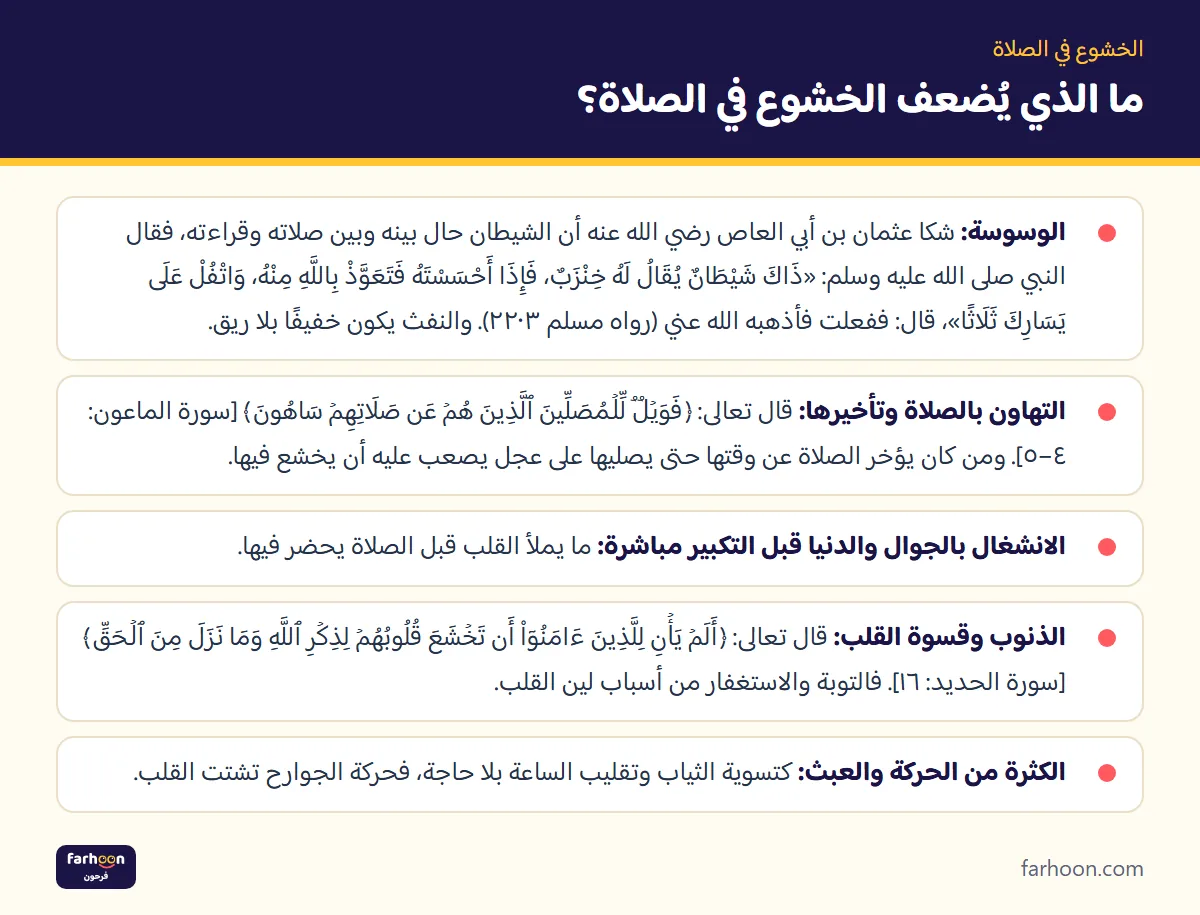 الخشوع في الصلاة
ما الذي يُضعف الخشوع في الصلاة؟
الوسوسة: شكا عثمان بن أبي العاص رضي الله عنه أن الشيطان حال بينه وبين صلاته وقراءته، فقال
النبي صلى الله عليه وسلم: «ذَاكَ شَيْطَانٌ يُقَالُ لَهُ خِنْزَبٌ، فَإِذَا أَحْسَسْتَهُ فَتَعَوَّذْ بِاللَّهِ مِنْهُ، وَاتْفُلْ عَلَى
يَسَارِكَ ثَلَاثًا»، قال: ففعلت فأذهبه الله عني (رواه مسلم ٢٢٠٣). والنفث يكون خفيفًا بلا ريق.
التهاون بالصلاة وتأخيرها: قال تعالى: ﴿فَوَيۡلٞ لِّلۡمُصَلِّينَ ٱلَّذِينَ هُمۡ عَن صَلَاتِهِمۡ سَاهُونَ﴾ [سورة الماعون:
٤–٥]. ومن كان يؤخر الصلاة عن وقتها حتى يصليها على عجل يصعب عليه أن يخشع فيها.
الانشغال بالجوال والدنيا قبل التكبير مباشرة: ما يملأ القلب قبل الصلاة يحضر فيها.
الذنوب وقسوة القلب: قال تعالى: ﴿أَلَمۡ يَأۡنِ لِلَّذِينَ ءَامَنُوٓاْ أَن تَخۡشَعَ قُلُوبُهُمۡ لِذِكۡرِ ٱللَّهِ وَمَا نَزَلَ مِنَ ٱلۡحَقِّ﴾
[سورة الحديد: ١٦]. فالتوبة والاستغفار من أسباب لين القلب.
الكثرة من الحركة والعبث: كتسوية الثياب وتقليب الساعة بلا حاجة، فحركة الجوارح تشتت القلب.
farhoon.com
farhoon
فرحون